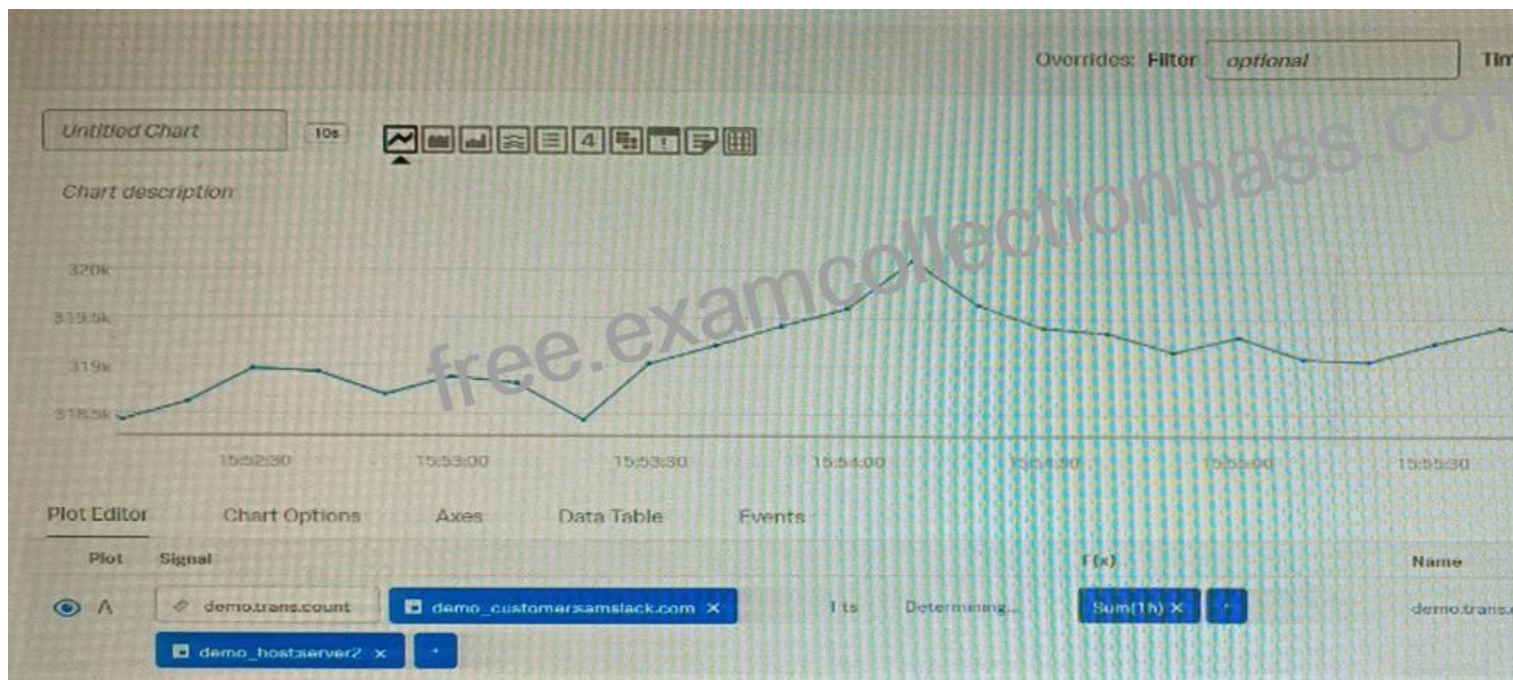 Overrides: Filter optional Tim
Untitled Chart 10s
4
Chart description
320k
319.5k
319k
318.5k
15:52:30 15:53:00 15:53:30 15:54:00 15:54:30 15:55:00 15:55:30
free.examcollectionpass.com
Plot Editor Chart Options Axes Data Table Events
Plot Signal F(x) Name
A demo.trans.count demo_customer:samslack.com × 1 ts Determining... Sum(1h) × + demo.trans.
demo_host:server2 × +